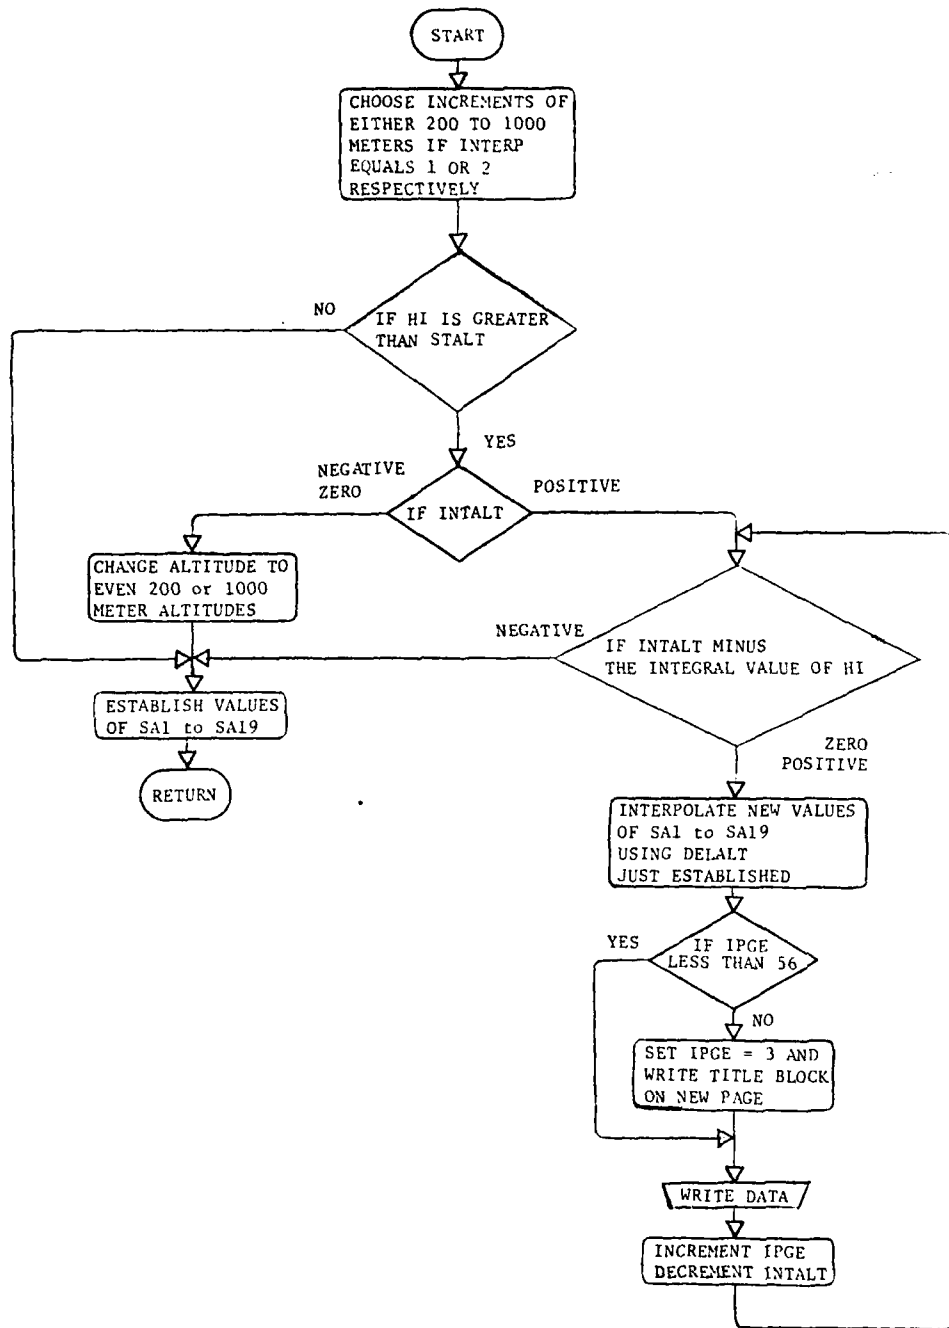 START
CHOOSE INCREMENTS OF
EITHER 200 TO 1000
METERS IF INTERP
EQUALS 1 OR 2
RESPECTIVELY
NO
IF HI IS GREATER
THAN STALT
YES
NEGATIVE
ZERO
POSITIVE
IF INTALT
CHANGE ALTITUDE TO
EVEN 200 or 1000
METER ALTITUDES
NEGATIVE
IF INTALT MINUS
THE INTEGRAL VALUE OF HI
ESTABLISH VALUES
OF SA1 to SA19
ZERO
POSITIVE
RETURN
INTERPOLATE NEW VALUES
OF SA1 to SA19
USING DELALT
JUST ESTABLISHED
YES
IF IPGE
LESS THAN 56
NO
SET IPGE = 3 AND
WRITE TITLE BLOCK
ON NEW PAGE
WRITE DATA
INCREMENT IPGE
DECREMENT INTALT